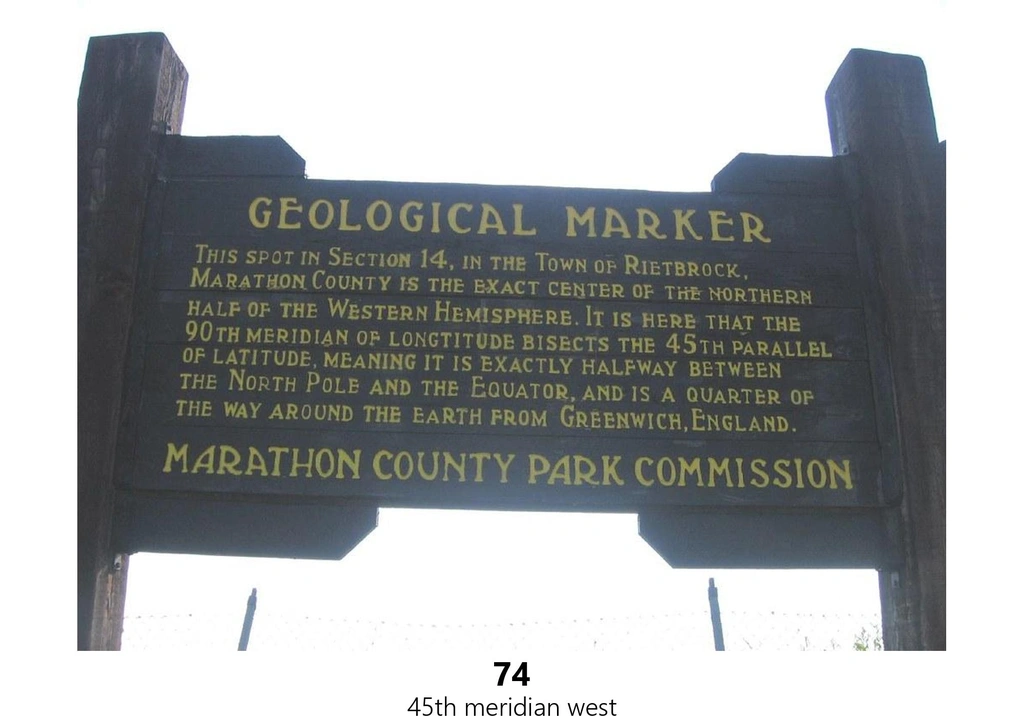 GEOLOGICAL MARKER
THIS SPOT IN SECTION 14, IN THE TOWN OF RIETBROCK,
MARATHON COUNTY IS THE EXACT CENTER OF THE NORTHERN
HALF OF THE WESTERN HEMISPHERE. IT IS HERE THAT THE
90TH MERIDIAN OF LONGTITUDE BISECTS THE 45TH PARALLEL
OF LATITUDE, MEANING IT IS EXACTLY HALFWAY BETWEEN
THE NORTH POLE AND THE EQUATOR, AND IS A QUARTER OF
THE WAY AROUND THE EARTH FROM GREENWICH, ENGLAND.
MARATHON COUNTY PARK COMMISSION
74
45th meridian west